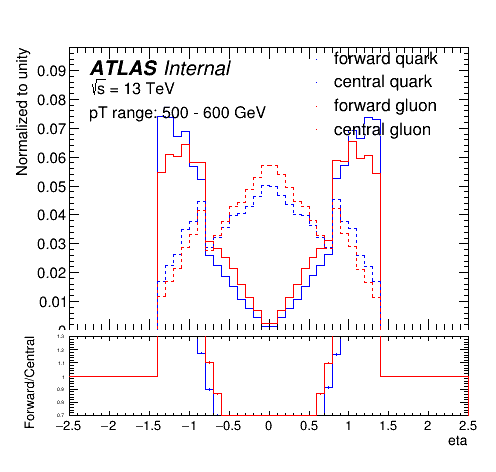 Normalized to unity
0.09
0.08
0.07
0.06
0.05
0.04
0.03
0.02
0.01
0
ATLAS Internal
√s = 13 TeV
pT range: 500 - 600 GeV
forward quark
central quark
forward gluon
central gluon
Forward/Central
1.3
1.2
1.1
1
0.9
0.8
0.7
−2.5 −2 −1.5 −1 −0.5 0 0.5 1 1.5 2 2.5
eta